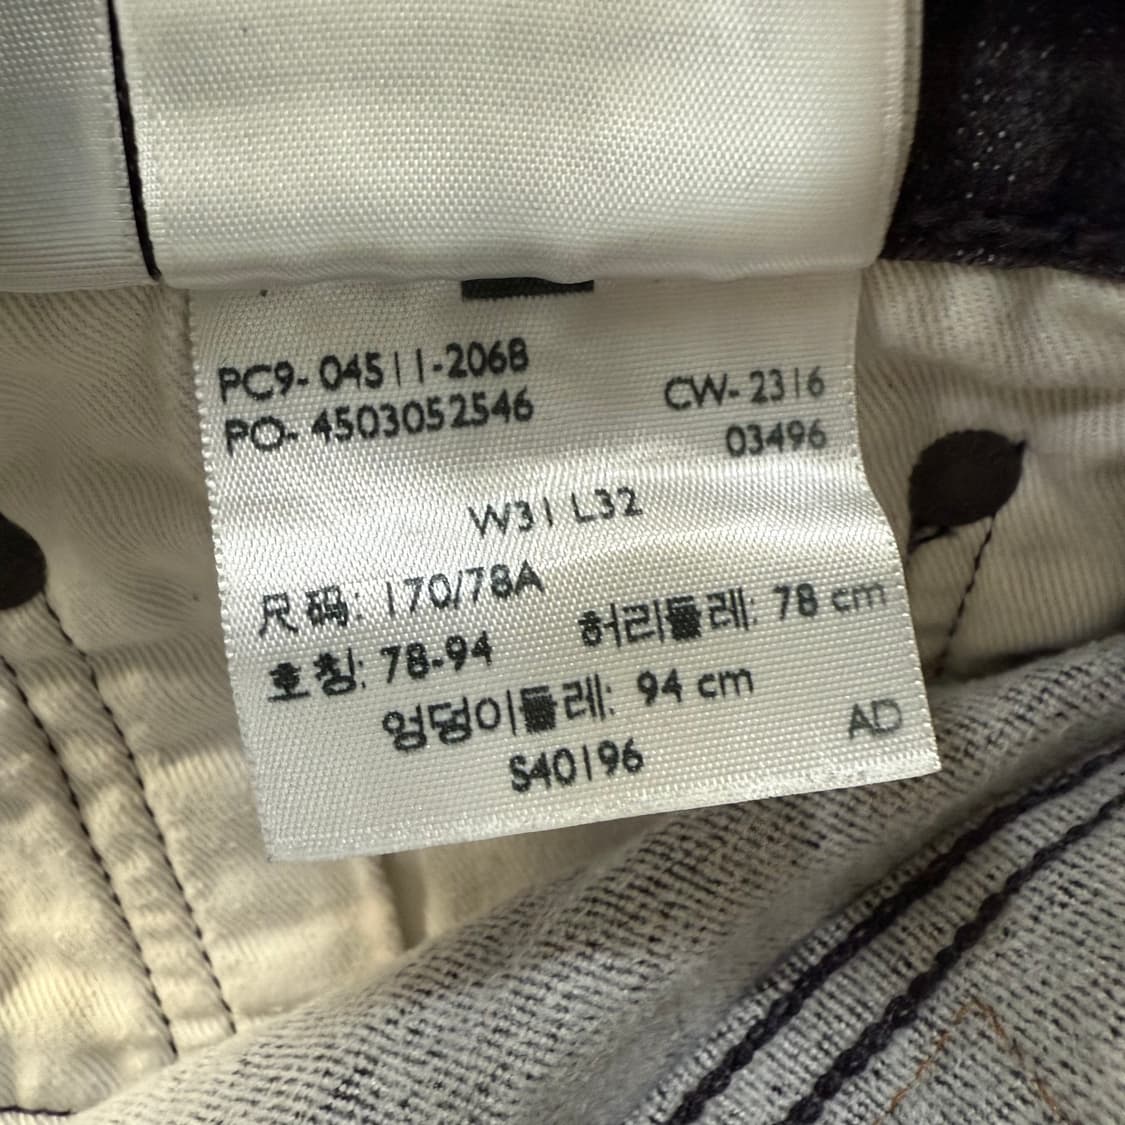 PC9-04511-2068
PO-4503052546
CW-2316
03496
W31 L32
尺码: 170/78A
호칭: 78-94 허리둘레: 78 cm
엉덩이둘레: 94 cm
S40196 AD